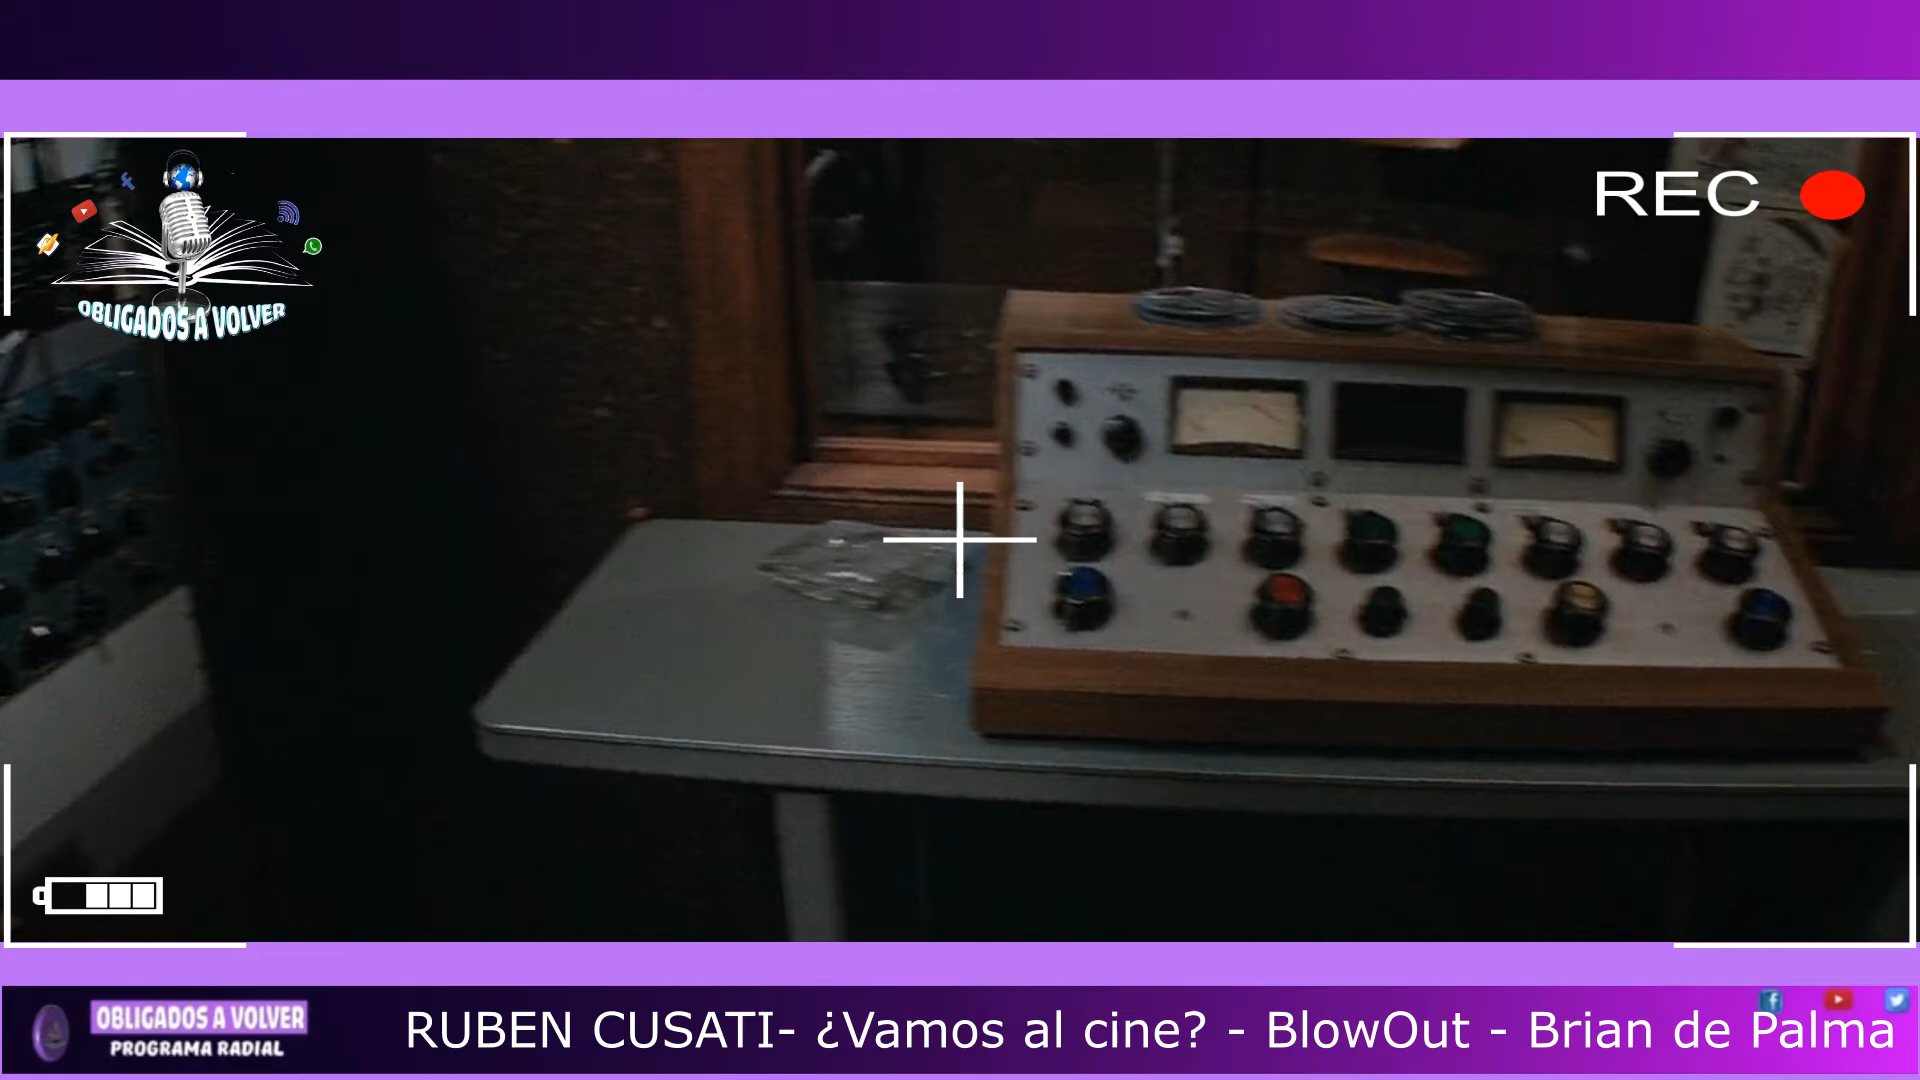 REC
OBLIGADOS A VOLVER
OBLIGADOS A VOLVER
PROGRAMA RADIAL
RUBEN CUSATI- ¿Vamos al cine? - BlowOut - Brian de Palma